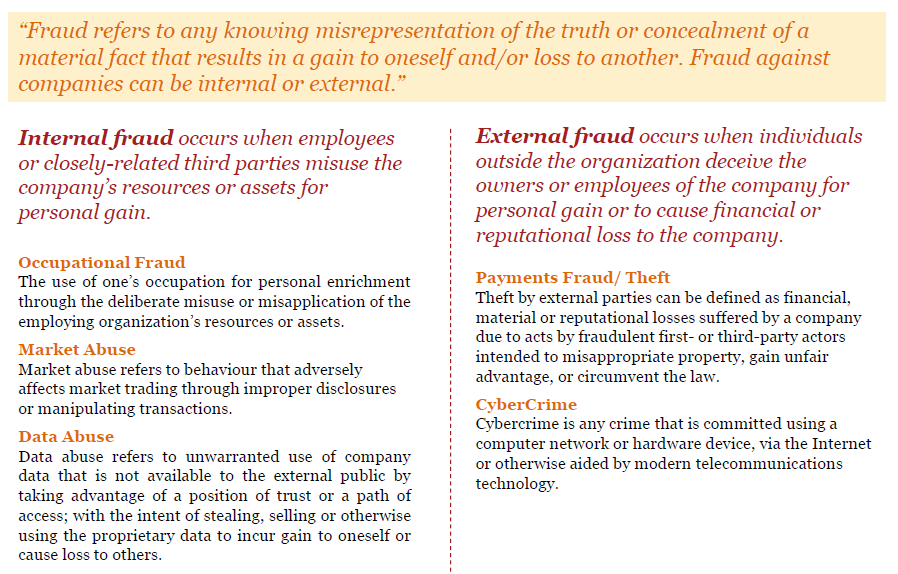 “Fraud refers to any knowing misrepresentation of the truth or concealment of a
material fact that results in a gain to oneself and/or loss to another. Fraud against
companies can be internal or external.”
Internal fraud occurs when employees
or closely-related third parties misuse the
company’s resources or assets for
personal gain.
Occupational Fraud
The use of one’s occupation for personal enrichment
through the deliberate misuse or misapplication of the
employing organization’s resources or assets.
Market Abuse
Market abuse refers to behaviour that adversely
affects market trading through improper disclosures
or manipulating transactions.
Data Abuse
Data abuse refers to unwarranted use of company
data that is not available to the external public by
taking advantage of a position of trust or a path of
access; with the intent of stealing, selling or otherwise
using the proprietary data to incur gain to oneself or
cause loss to others.
External fraud occurs when individuals
outside the organization deceive the
owners or employees of the company for
personal gain or to cause financial or
reputational loss to the company.
Payments Fraud/ Theft
Theft by external parties can be defined as financial,
material or reputational losses suffered by a company
due to acts by fraudulent first- or third-party actors
intended to misappropriate property, gain unfair
advantage, or circumvent the law.
CyberCrime
Cybercrime is any crime that is committed using a
computer network or hardware device, via the Internet
or otherwise aided by modern telecommunications
technology.